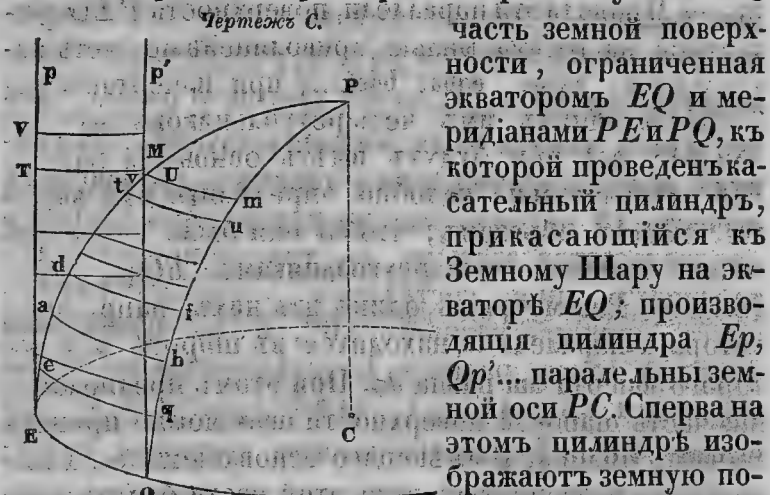 Чертежъ С.
часть земной поверх-
ности, ограниченная
экваторомъ EQ и ме-
ридіанами PE и PQ, къ
которой проведенъ ка-
сательный цилиндръ,
прикасающійся къ
Земному Шару на эк-
ваторѣ EQ; произво-
дящія цилиндра Ep,
Qp'... паралельны зем-
ной оси PC. Сперва на
этомъ цилиндрѣ изо-
бражаютъ земную по-
p
p'
P
V
M
T
t
v
U
m
u
d
f
a
b
e
q
E
C
Q